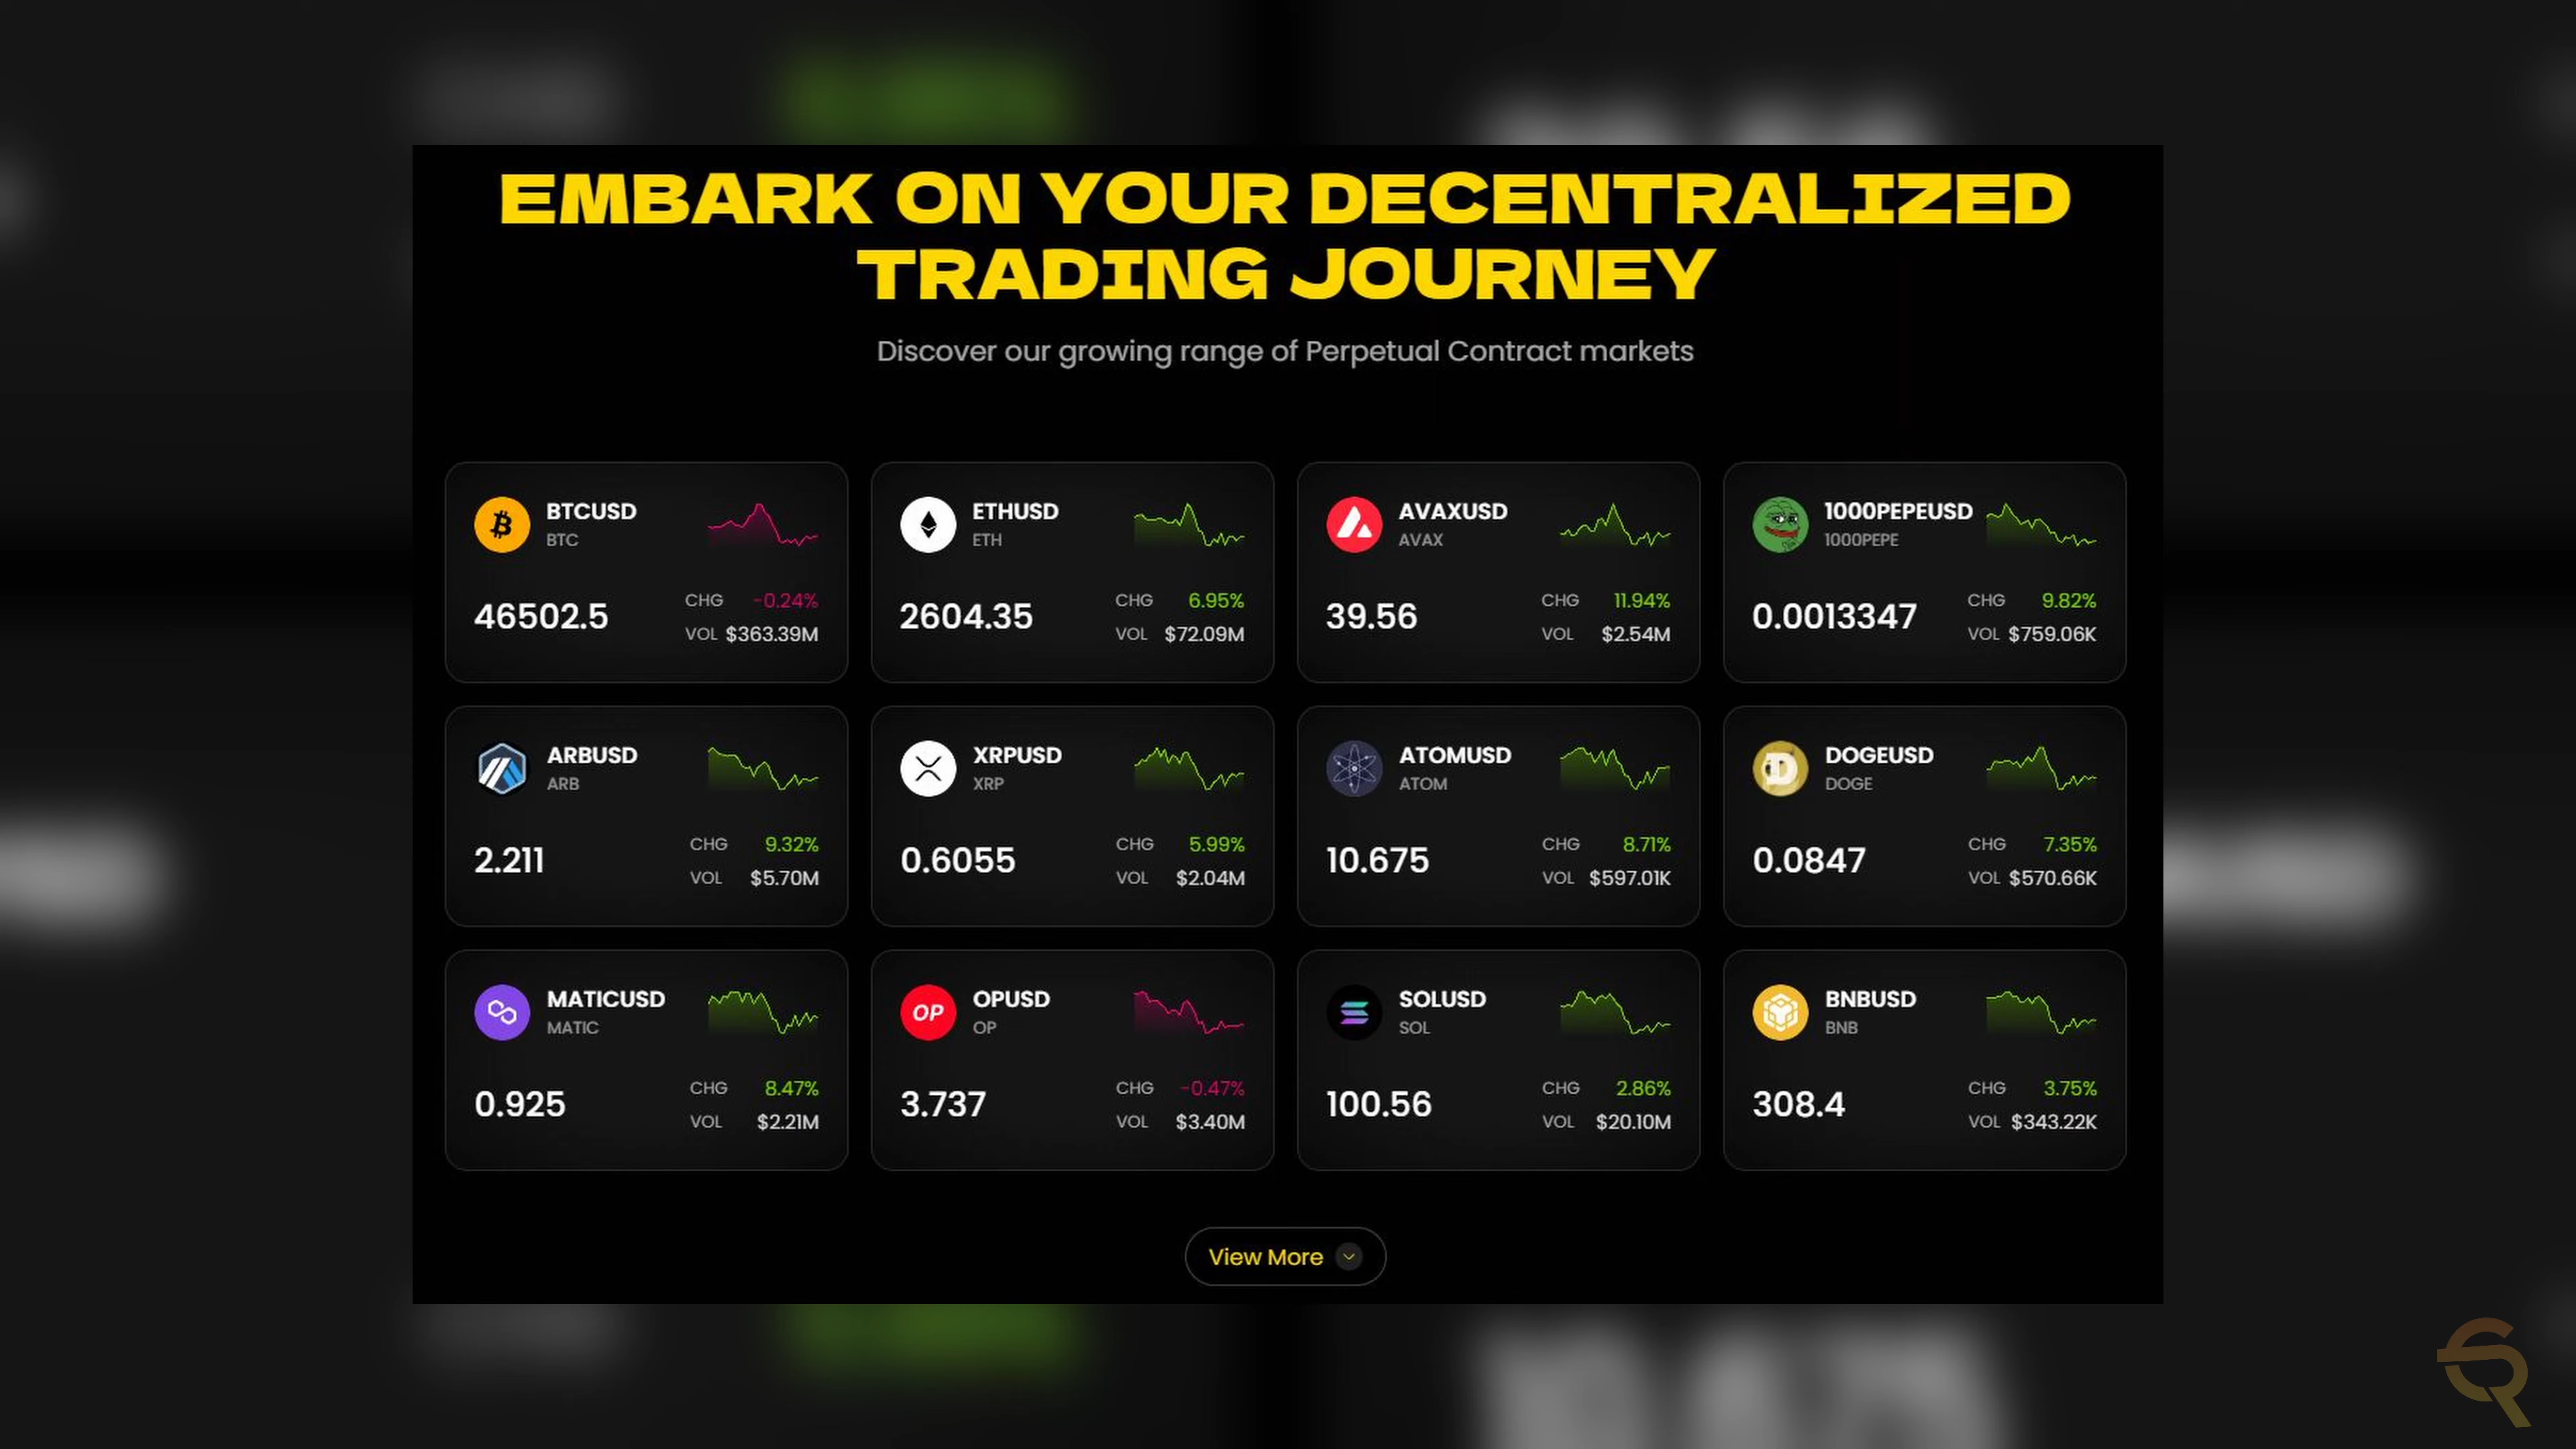 EMBARK ON YOUR DECENTRALIZED
TRADING JOURNEY
Discover our growing range of Perpetual Contract markets
BTCUSD
BTC
46502.5
CHG -0.24%
VOL $363.39M
ETHUSD
ETH
2604.35
CHG 6.95%
VOL $72.09M
AVAXUSD
AVAX
39.56
CHG 11.94%
VOL $2.54M
1000PEPEUSD
1000PEPE
0.0013347
CHG 9.82%
VOL $759.06K
ARBUSD
ARB
2.211
CHG 9.32%
VOL $5.70M
XRPUSD
XRP
0.6055
CHG 5.99%
VOL $2.04M
ATOMUSD
ATOM
10.675
CHG 8.71%
VOL $597.01K
DOGEUSD
DOGE
0.0847
CHG 7.35%
VOL $570.66K
MATICUSD
MATIC
0.925
CHG 8.47%
VOL $2.21M
OP
OPUSD
OP
3.737
CHG -0.47%
VOL $3.40M
SOLUSD
SOL
100.56
CHG 2.86%
VOL $20.10M
BNBUSD
BNB
308.4
CHG 3.75%
VOL $343.22K
View More